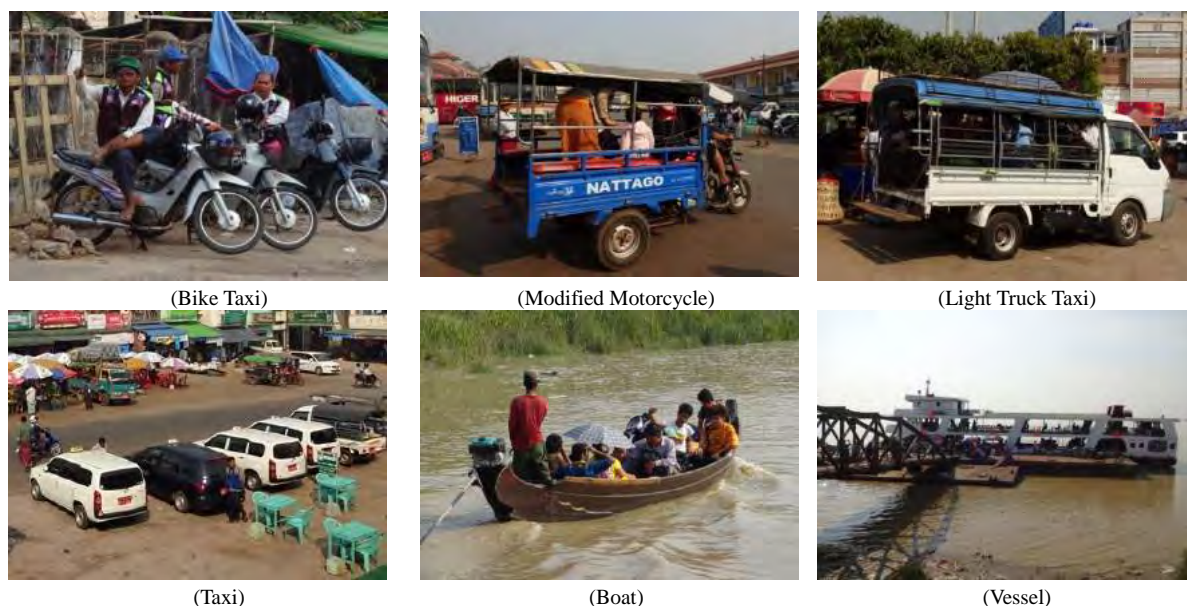 HIGER
NATTAGO
(Bike Taxi)
(Modified Motorcycle)
(Light Truck Taxi)
(Taxi)
(Boat)
(Vessel)